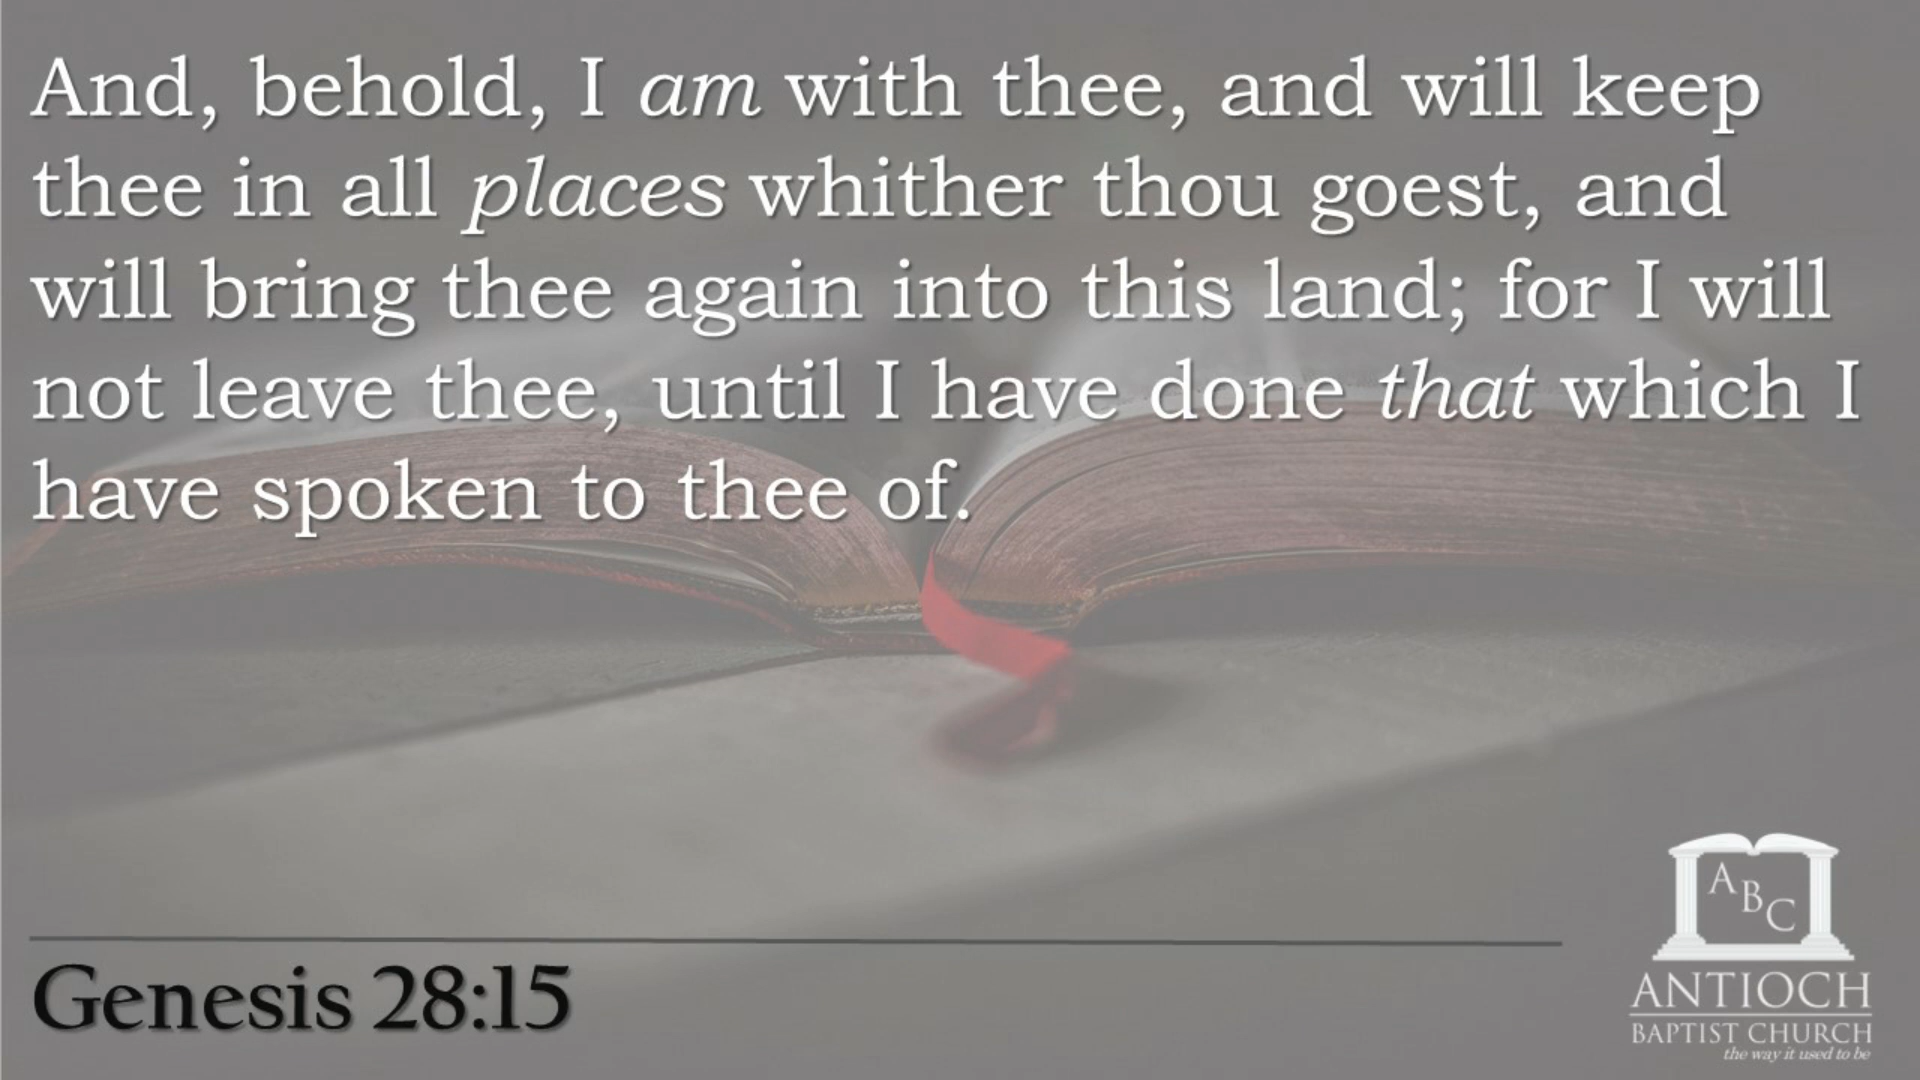 And, behold, I am with thee, and will keep
thee in all places whither thou goest, and
will bring thee again into this land; for I will
not leave thee, until I have done that which I
have spoken to thee of.
Genesis 28:15
A B C
ANTIOCH
BAPTIST CHURCH
the way it used to be